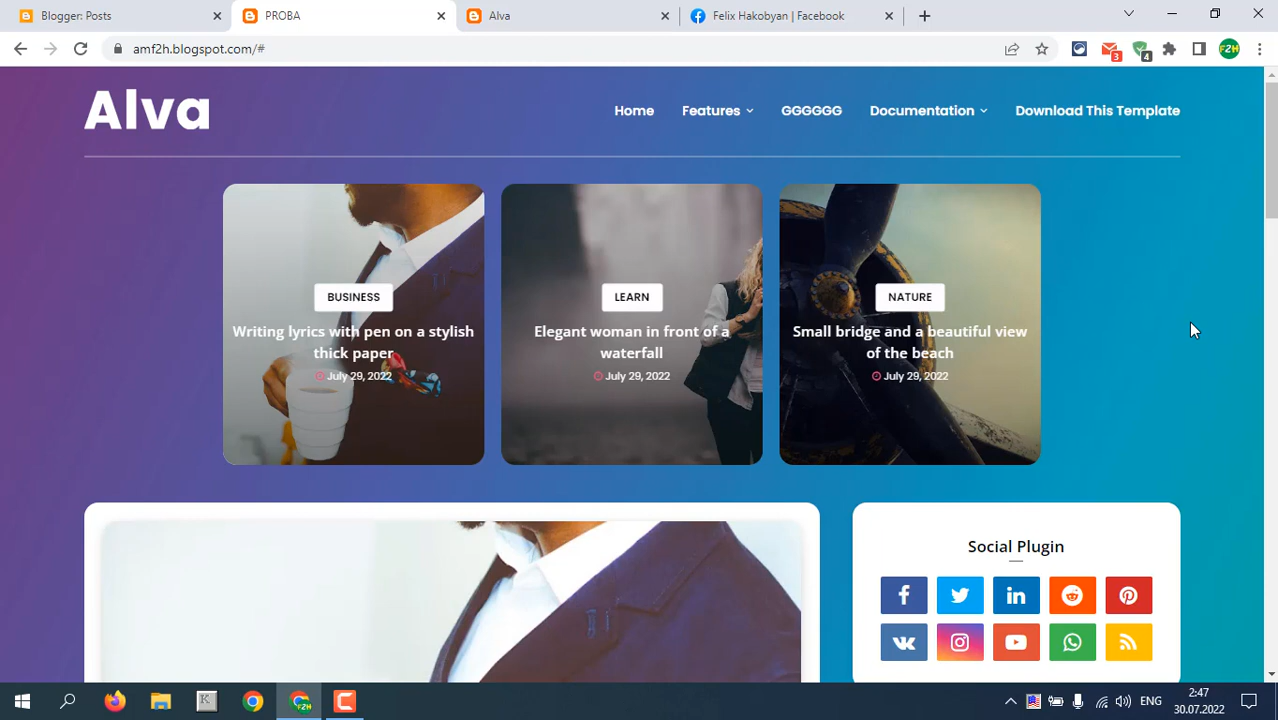 Blogger: Posts
PROBA
Alva
Felix Hakobyan | Facebook
amf2h.blogspot.com/#
3
4
F2H
Alva
Home
Features
GGGGGG
Documentation
Download This Template
BUSINESS
Writing lyrics with pen on a stylish
thick paper
July 29, 2022
LEARN
Elegant woman in front of a
waterfall
July 29, 2022
NATURE
Small bridge and a beautiful view
of the beach
July 29, 2022
Social Plugin
ENG
2:47
30.07.2022